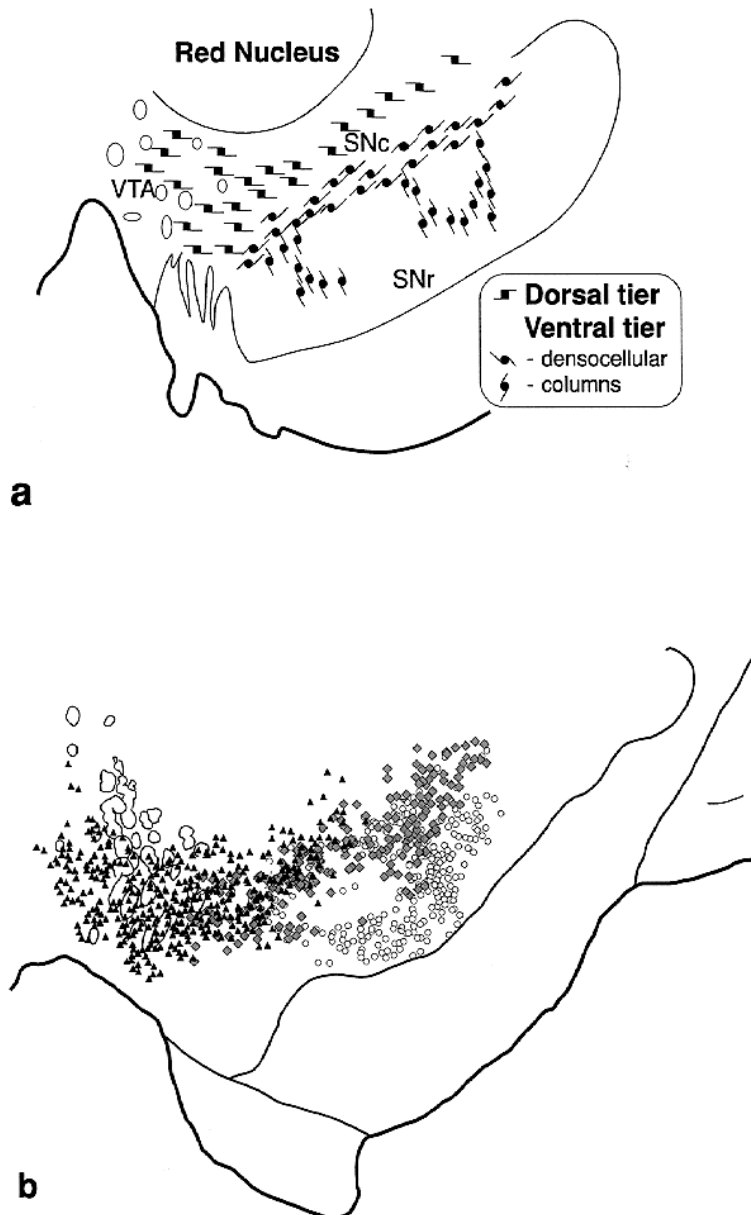 Red Nucleus
SNc
VTA
SNr
Dorsal tier
Ventral tier
- densocellular
- columns
a
b